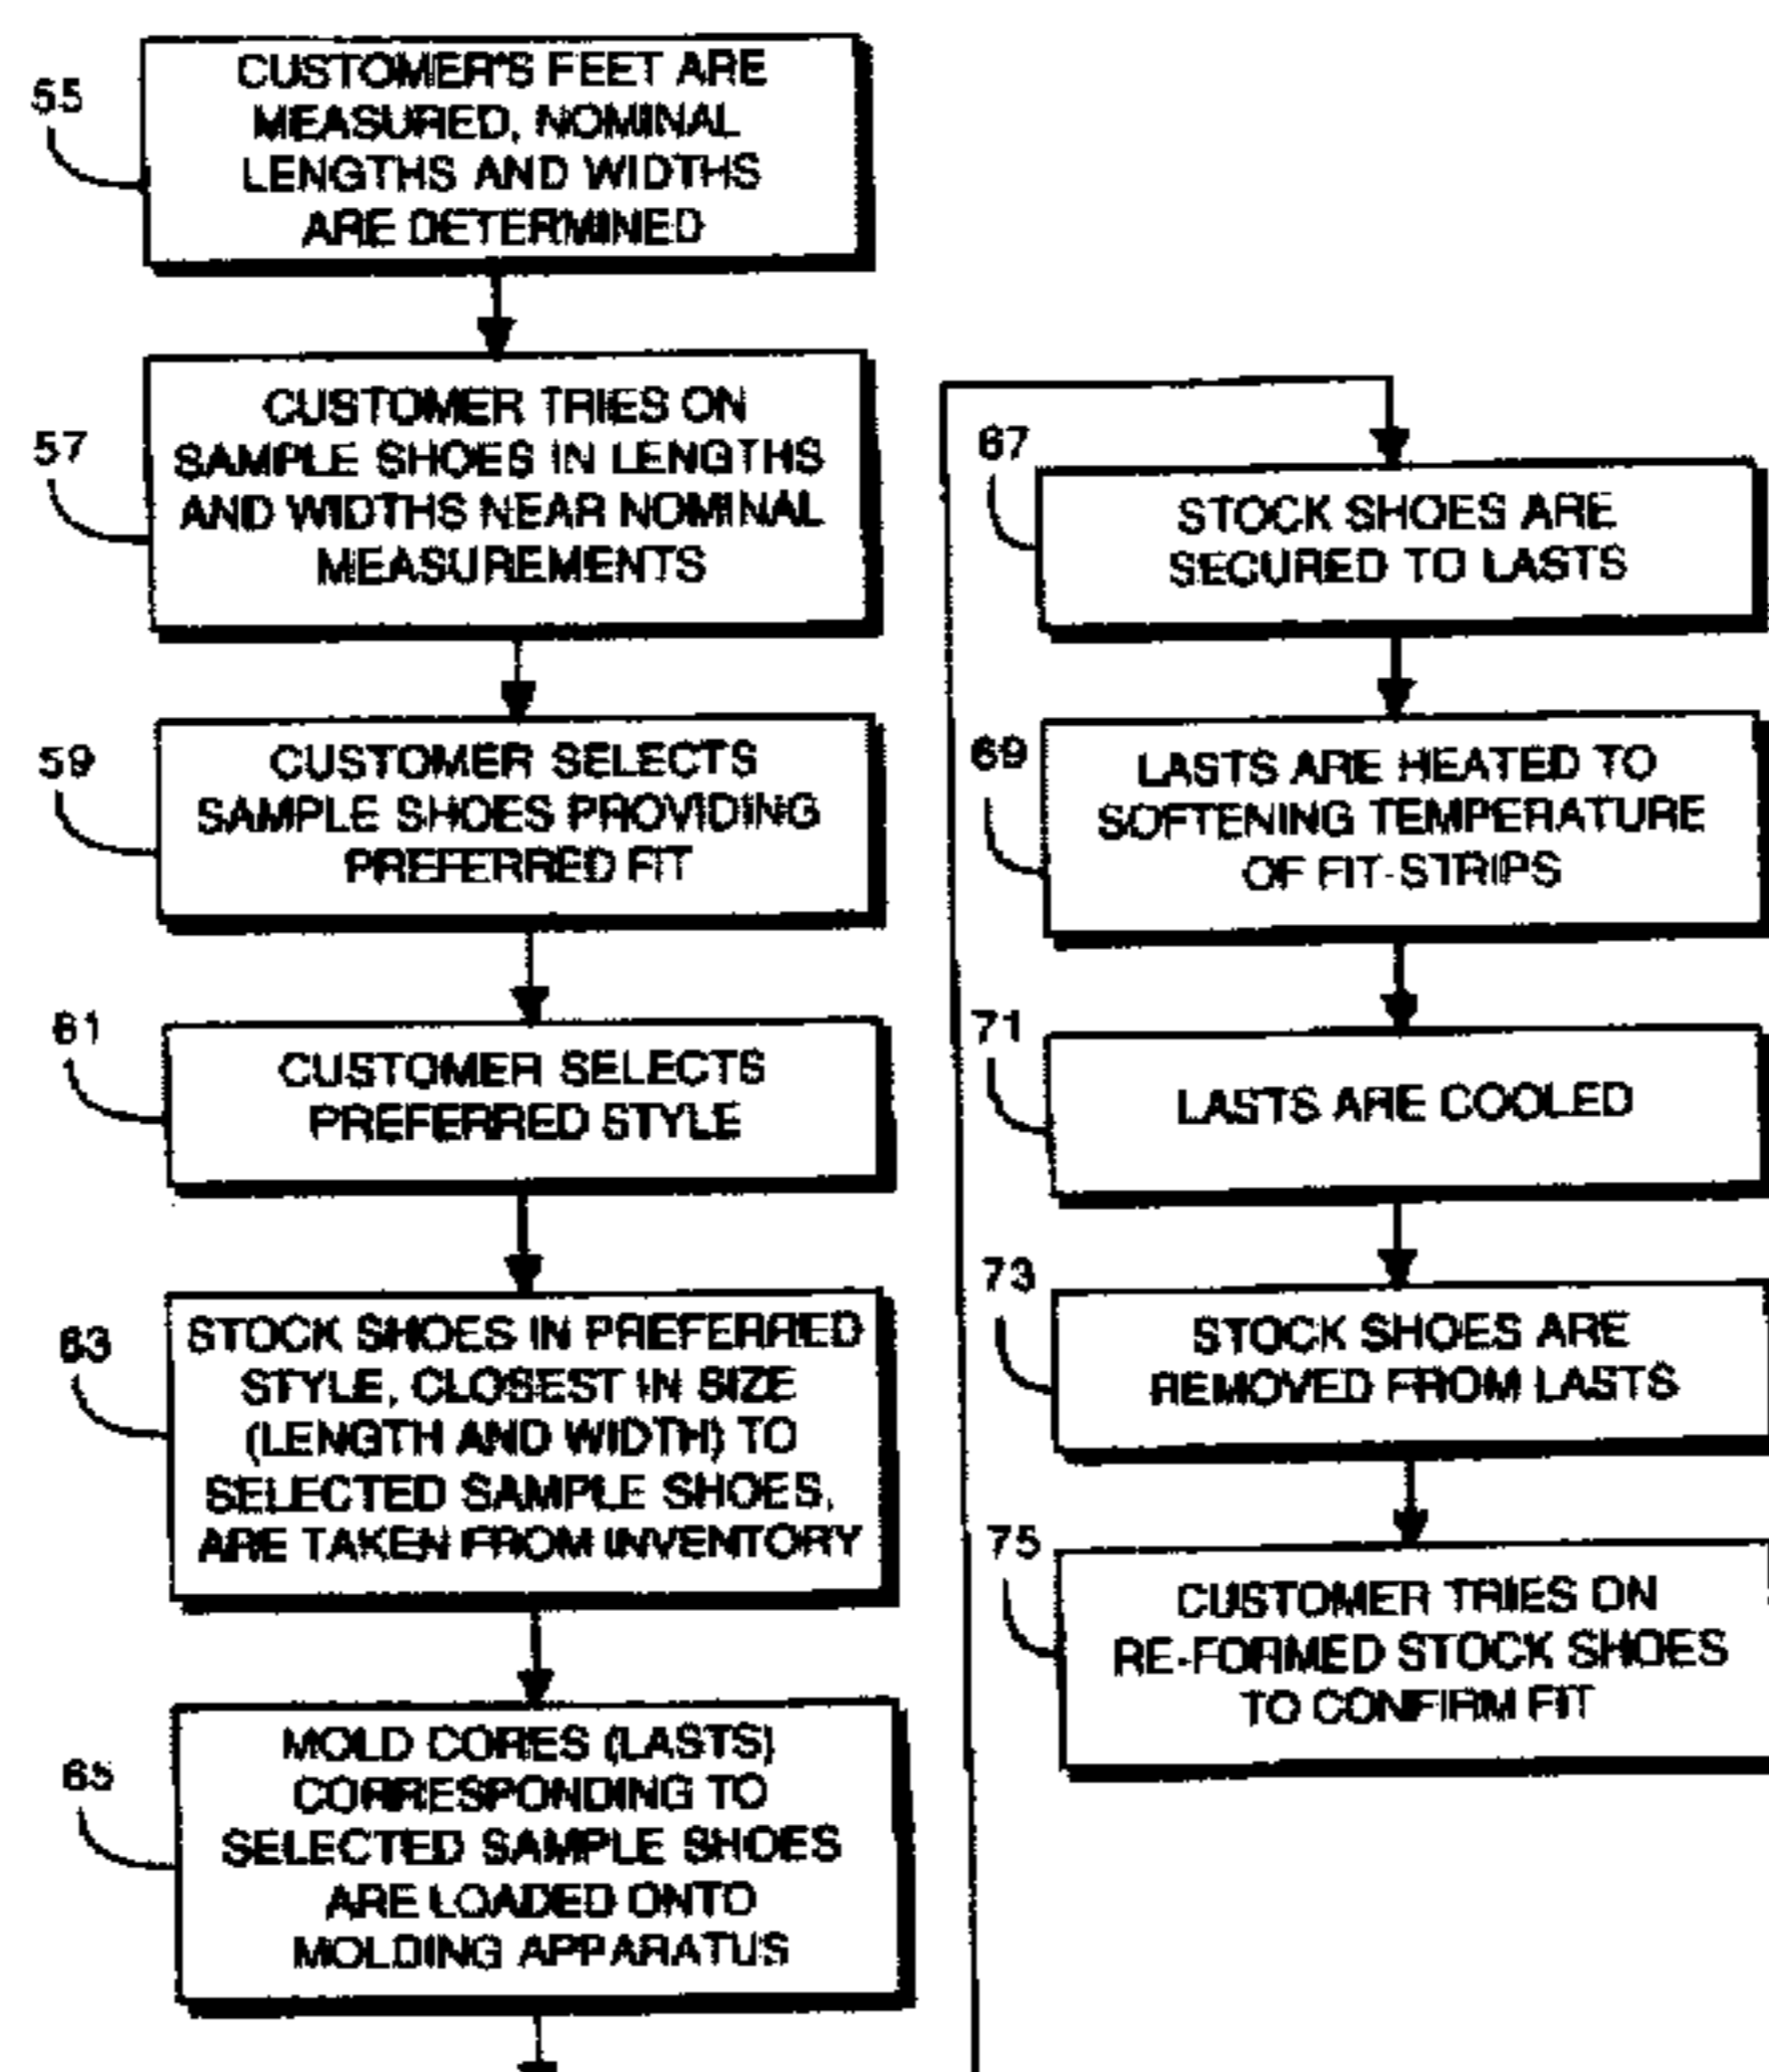 55
CUSTOMER'S FEET ARE
MEASURED, NOMINAL
LENGTHS AND WIDTHS
ARE DETERMINED
57
CUSTOMER TRIES ON
SAMPLE SHOES IN LENGTHS
AND WIDTHS NEAR NOMINAL
MEASUREMENTS
59
CUSTOMER SELECTS
SAMPLE SHOES PROVIDING
PREFERRED FIT
61
CUSTOMER SELECTS
PREFERRED STYLE
63
STOCK SHOES IN PREFERRED
STYLE, CLOSEST IN SIZE
(LENGTH AND WIDTH) TO
SELECTED SAMPLE SHOES,
ARE TAKEN FROM INVENTORY
65
MOLD CORES (LASTS)
CORRESPONDING TO
SELECTED SAMPLE SHOES
ARE LOADED ONTO
MOLDING APPARATUS
67
STOCK SHOES ARE
SECURED TO LASTS
69
LASTS ARE HEATED TO
SOFTENING TEMPERATURE
OF FIT-STRIPS
71
LASTS ARE COOLED
73
STOCK SHOES ARE
REMOVED FROM LASTS
75
CUSTOMER TRIES ON
RE-FORMED STOCK SHOES
TO CONFIRM FIT